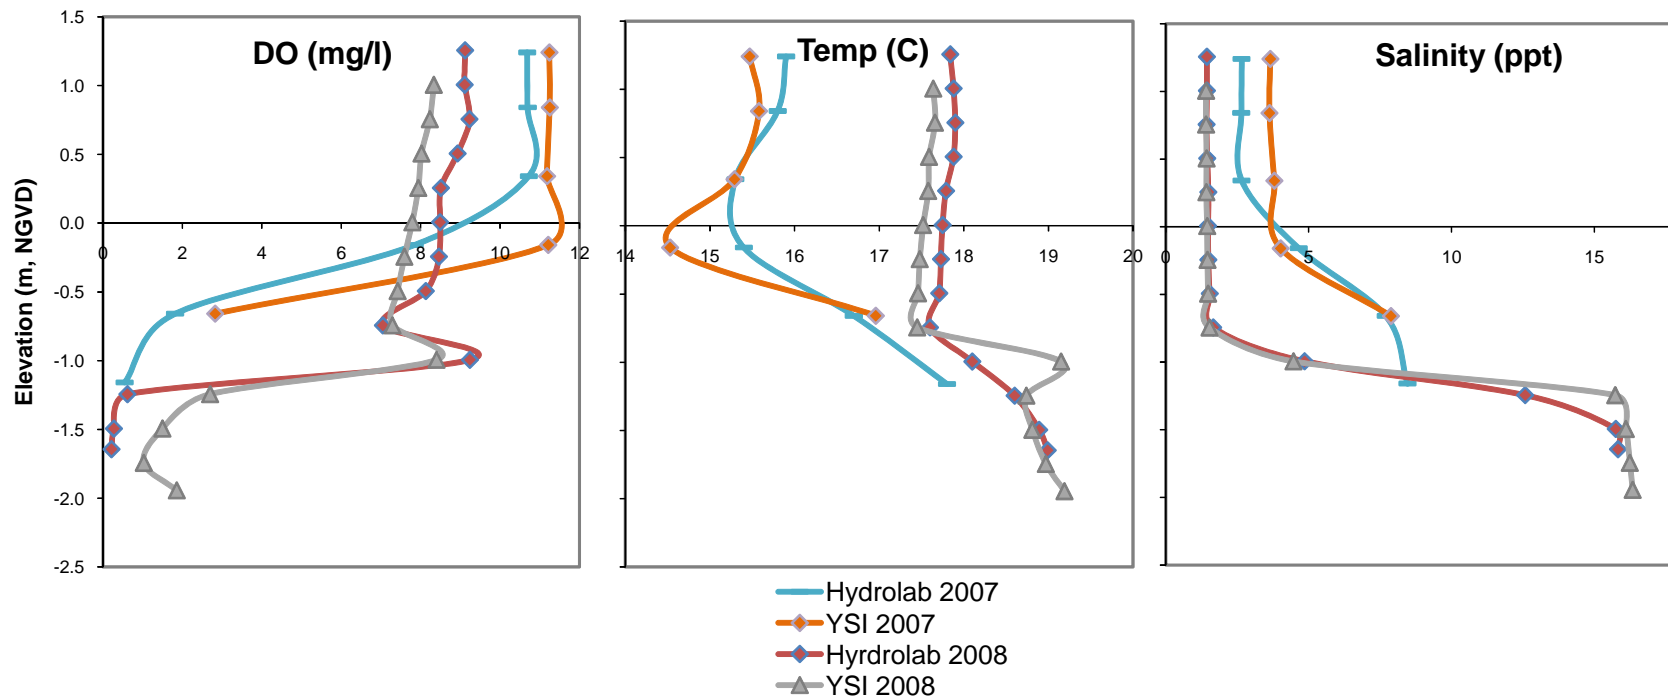 DO (mg/l)
Temp (C)
Salinity (ppt)
Elevation (m, NGVD)
1.5
1.0
0.5
0.0
-0.5
-1.0
-1.5
-2.0
-2.5
0 2 4 6 8 10 12
14 15 16 17 18 19 20
0 5 10 15
Hydrolab 2007
YSI 2007
Hyrdrolab 2008
YSI 2008